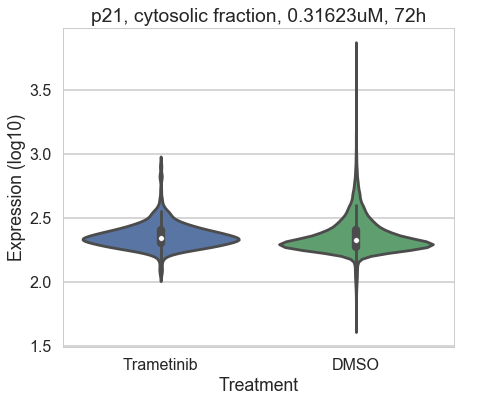 p21, cytosolic fraction, 0.31623uM, 72h
Expression (log10)
3.5
3.0
2.5
2.0
1.5
Trametinib
DMSO
Treatment